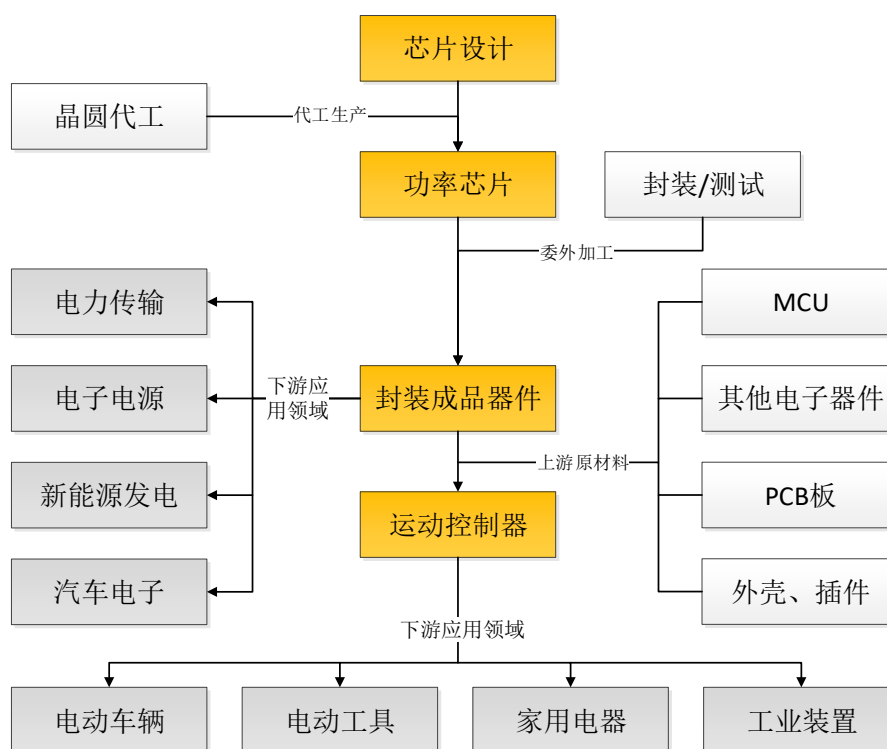 芯片设计
晶圆代工
代工生产
功率芯片
封装/测试
委外加工
电力传输
MCU
下游应
用领域
电子电源
封装成品器件
其他电子器件
上游原材料
新能源发电
运动控制器
PCB板
汽车电子
外壳、插件
下游应用领域
电动车辆
电动工具
家用电器
工业装置